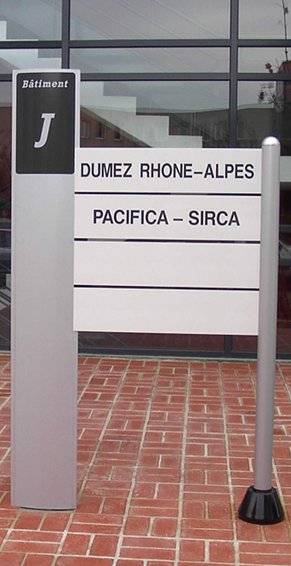 Bâtiment
J
DUMEZ RHONE–ALPES
PACIFICA – SIRCA